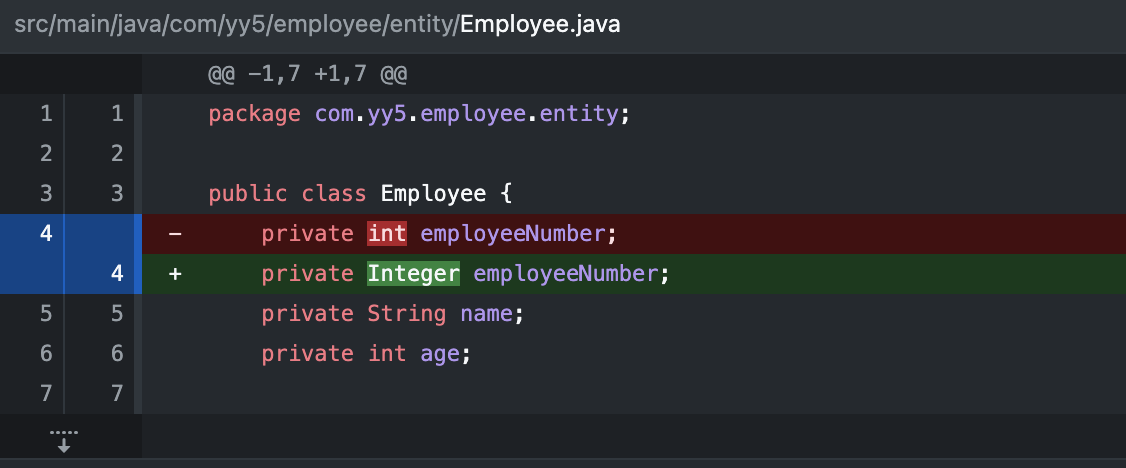 src/main/java/com/yy5/employee/entity/Employee.java
@@ -1,7 +1,7 @@
1 1 package com.yy5.employee.entity;
2 2
3 3 public class Employee {
4 - private int employeeNumber;
4 + private Integer employeeNumber;
5 5 private String name;
6 6 private int age;
7 7